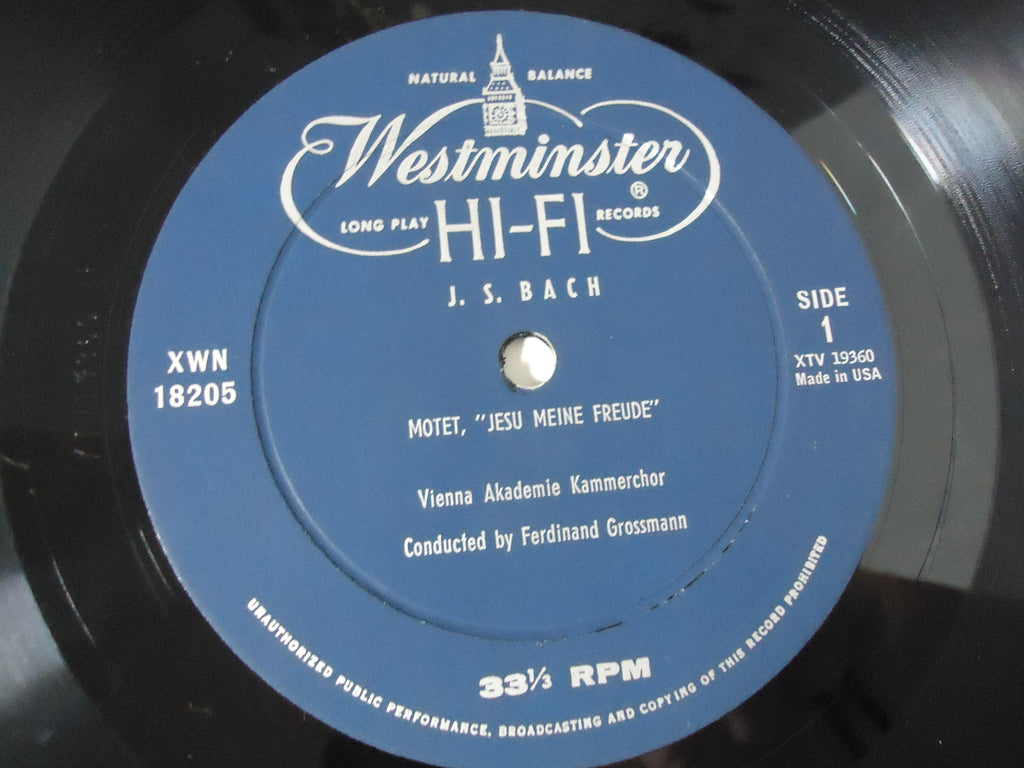 NATURAL BALANCE
Westminster ®
LONG PLAY HI-FI RECORDS
J. S. BACH
SIDE
1
XTV 19360
Made in USA
XWN
18205
MOTET, "JESU MEINE FREUDE"
Vienna Akademie Kammerchor
Conducted by Ferdinand Grossmann
33⅓ RPM
UNAUTHORIZED PUBLIC PERFORMANCE, BROADCASTING AND COPYING OF THIS RECORD PROHIBITED